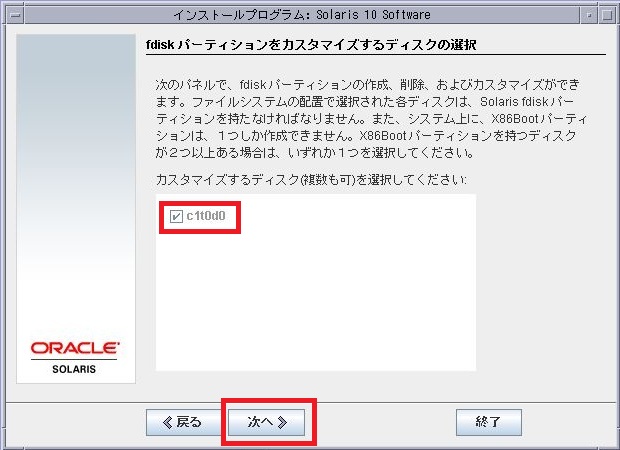 インストールプログラム: Solaris 10 Software
fdisk パーティションをカスタマイズするディスクの選択
次のパネルで、fdisk パーティションの作成、削除、およびカスタマイズができ
ます。ファイルシステムの配置で選択された各ディスクは、Solaris fdisk パー
ティションを持たなければなりません。また、システム上に、X86Boot パーティ
ションは、1つしか作成できません。X86Boot パーティションを持つディスク
が2つ以上ある場合は、いずれか1つを選択してください。
カスタマイズするディスク(複数も可)を選択してください:
c1t0d0
ORACLE
SOLARIS
戻る
次へ
終了